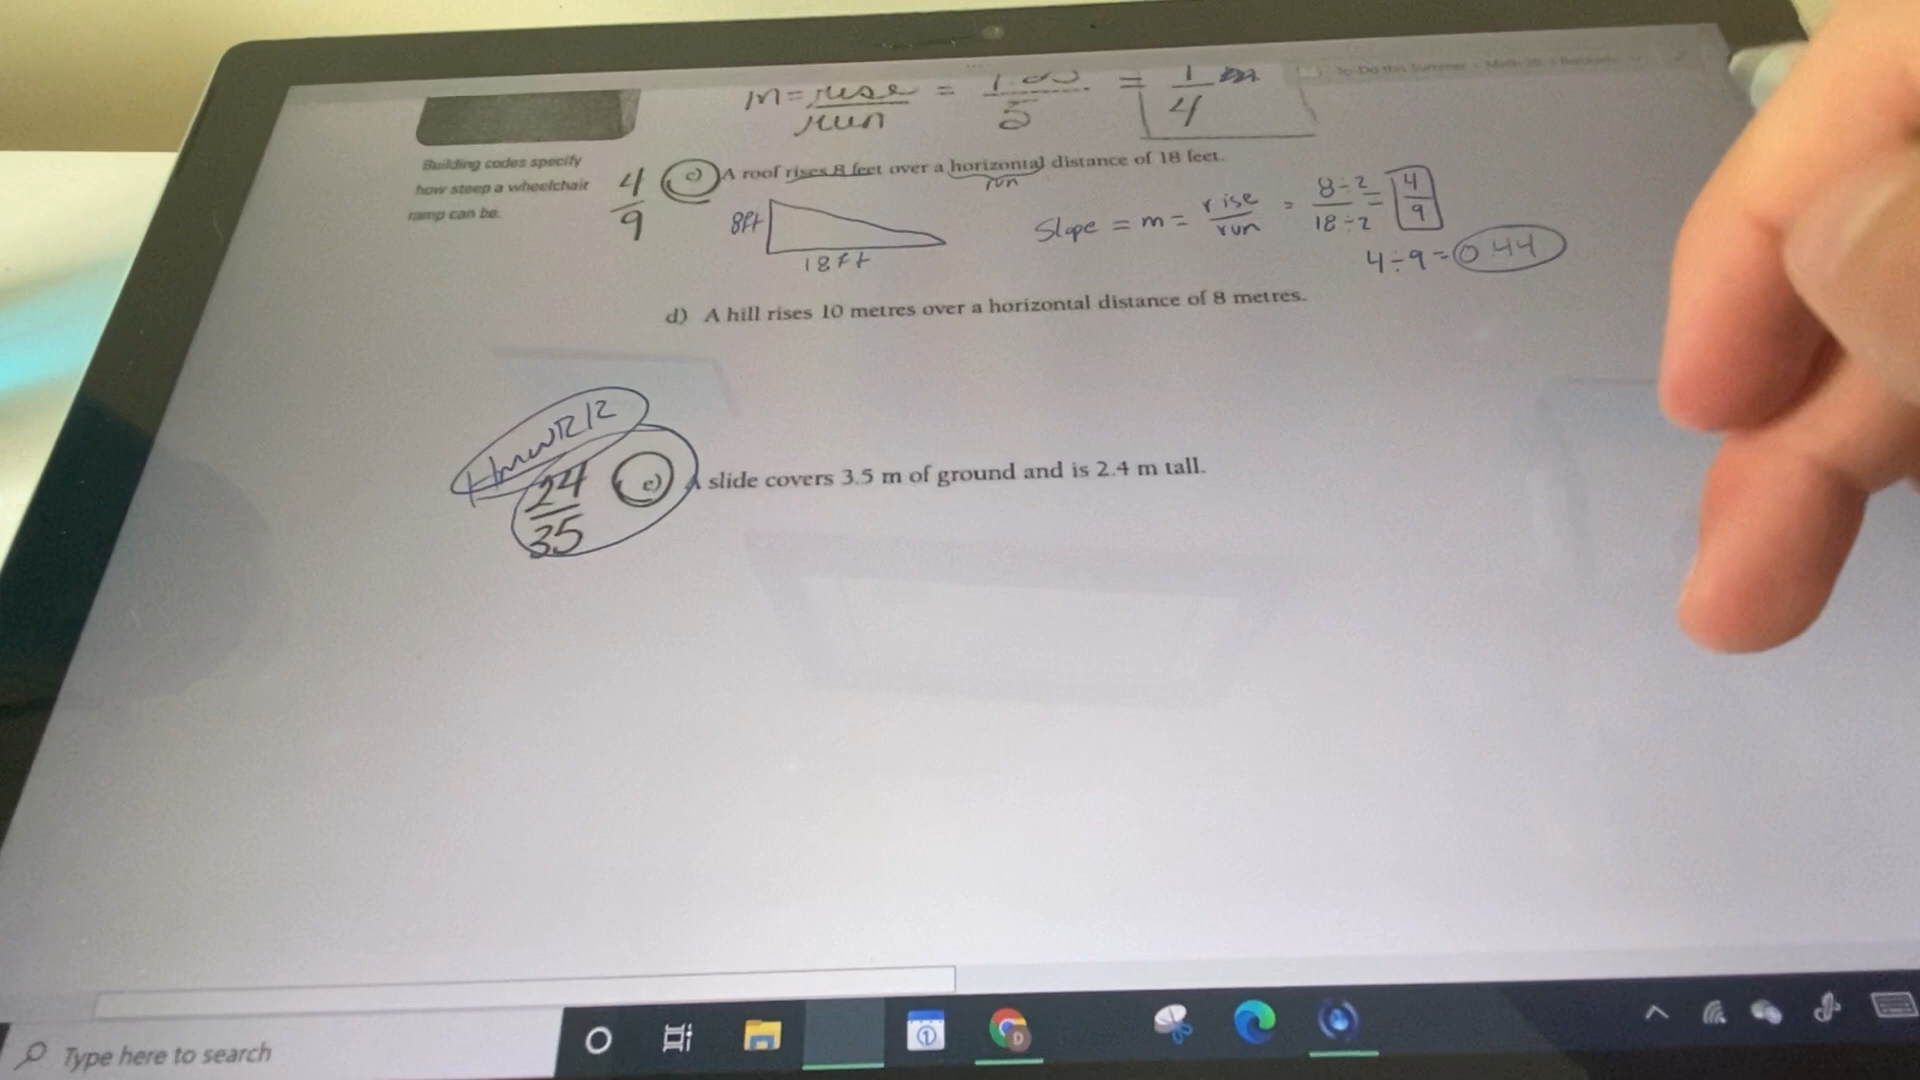 m = rise/run = 1.   /5 = 1/4
Building codes specify
how steep a wheelchair
ramp can be.
4/9
c) A roof rises 8 feet over a horizontal distance of 18 feet.
run
8ft
18ft
Slope = m = rise/run = 8÷2/18÷2 = 4/9
4÷9=0.44
d) A hill rises 10 metres over a horizontal distance of 8 metres.
24/35
e) A slide covers 3.5 m of ground and is 2.4 m tall.
Type here to search